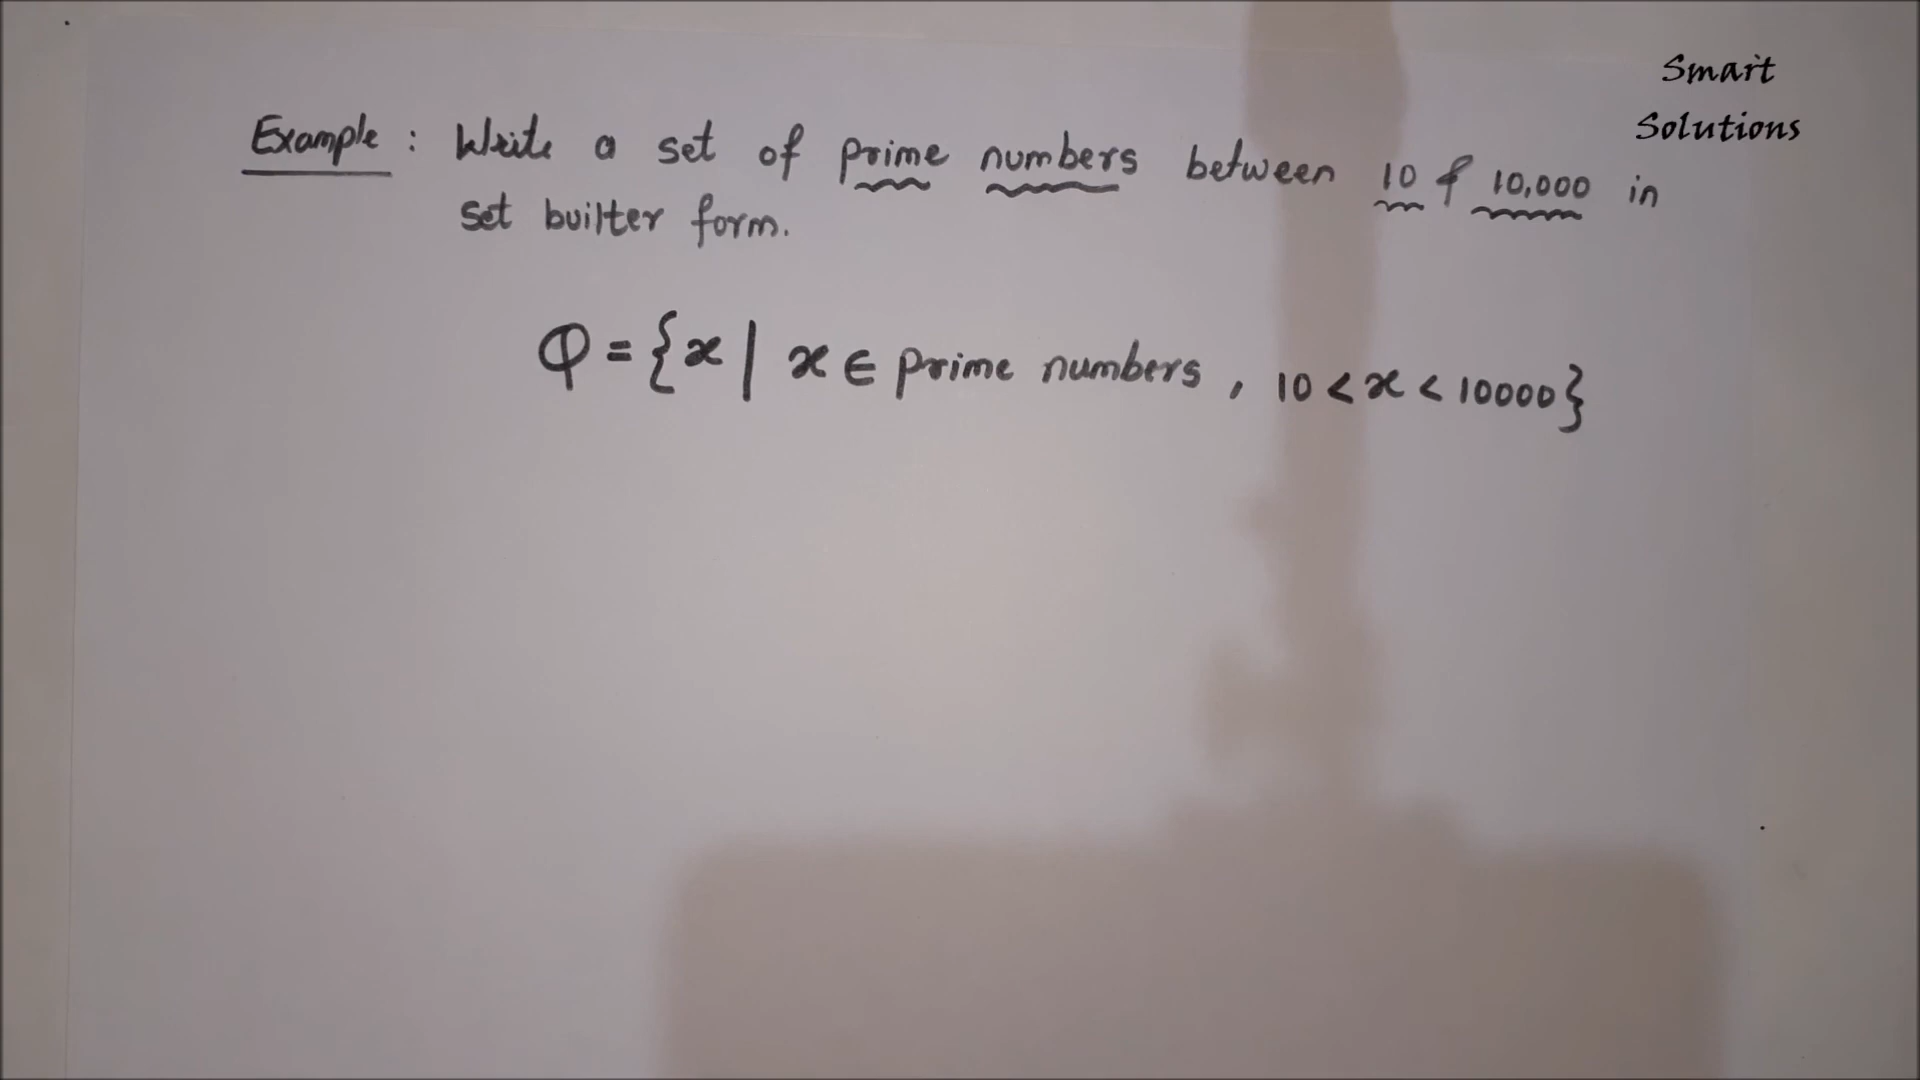 Smart
Solutions
Example : Write a set of prime numbers between 10 & 10,000 in
set builter form.
φ = {x | x ∈ prime numbers , 10 < x < 10000}